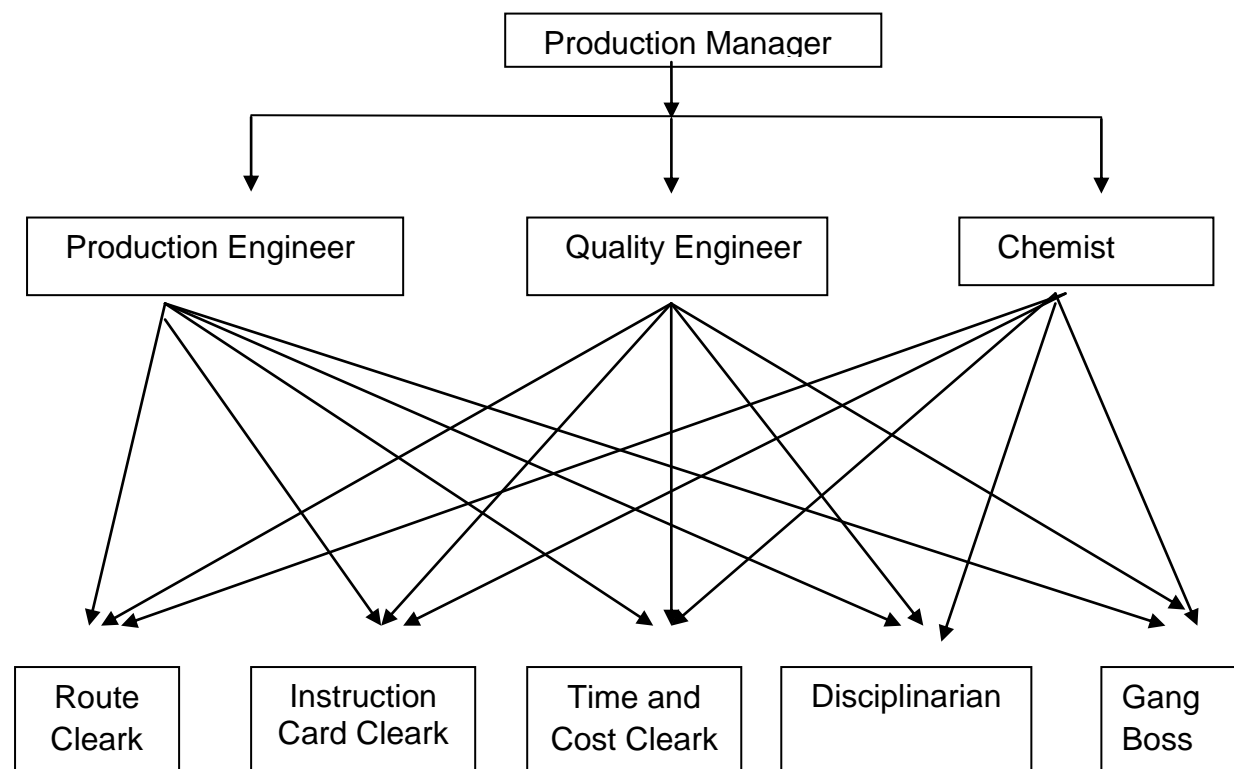 Production Manager
Production Engineer
Quality Engineer
Chemist
Route
Cleark
Instruction
Card Cleark
Time and
Cost Cleark
Disciplinarian
Gang
Boss